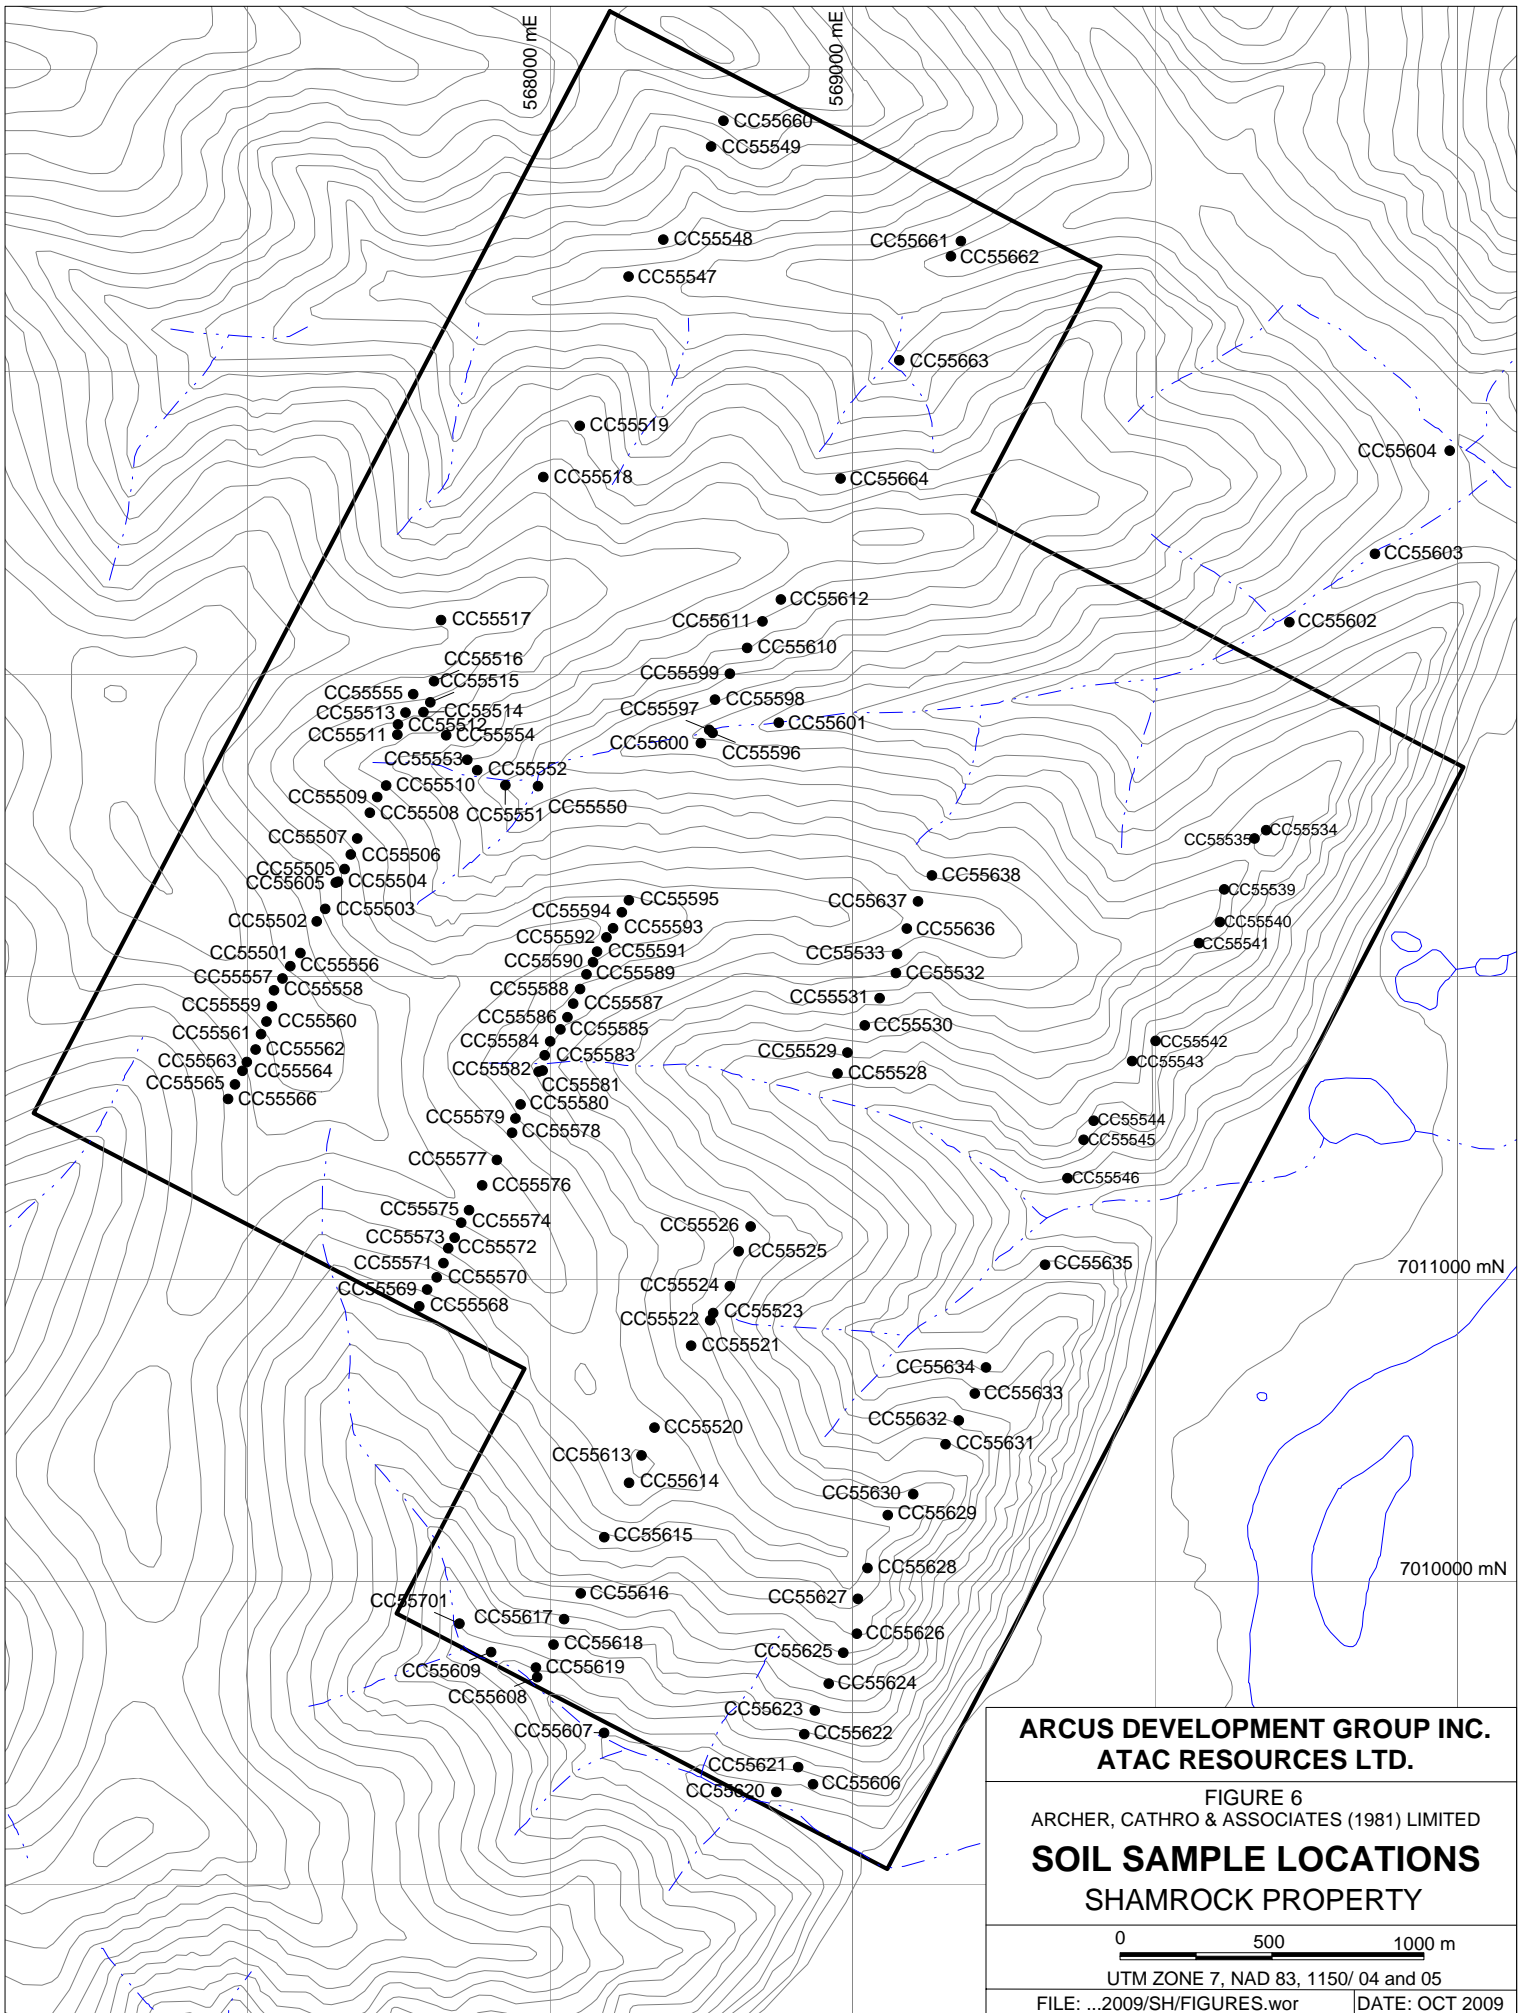 568000 mE
569000 mE
CC55660
CC55549
CC55548
CC55661
CC55662
CC55547
CC55663
CC55519
CC55604
CC55518
CC55664
CC55603
CC55612
CC55517
CC55611
CC55602
CC55610
CC55516
CC55599
CC55515
CC55555
CC55598
CC55513
CC55514
CC55597
CC55512
CC55601
CC55511
CC55554
CC55600
CC55596
CC55553
CC55552
CC55510
CC55509
CC55550
CC55508
CC55551
CC55534
CC55507
CC55535
CC55506
CC55505
CC55638
CC55605
CC55504
CC55539
CC55595
CC55637
CC55503
CC55594
CC55502
CC55540
CC55593
CC55636
CC55592
CC55541
CC55501
CC55591
CC55533
CC55556
CC55590
CC55557
CC55589
CC55532
CC55558
CC55588
CC55531
CC55559
CC55587
CC55586
CC55560
CC55530
CC55585
CC55561
CC55584
CC55542
CC55562
CC55529
CC55583
CC55563
CC55543
CC55564
CC55582
CC55528
CC55565
CC55581
CC55566
CC55580
CC55579
CC55544
CC55578
CC55545
CC55577
CC55546
CC55576
CC55575
CC55574
CC55526
CC55573
CC55572
CC55525
CC55571
CC55635
7011000 mN
CC55570
CC55524
CC55569
CC55568
CC55523
CC55522
CC55521
CC55634
CC55633
CC55632
CC55520
CC55631
CC55613
CC55614
CC55630
CC55629
CC55615
CC55628
7010000 mN
CC55616
CC55627
CC55701
CC55617
CC55626
CC55618
CC55625
CC55609
CC55619
CC55624
CC55608
CC55623
CC55607
CC55622
CC55621
CC55606
CC55620
ARCUS DEVELOPMENT GROUP INC.
ATAC RESOURCES LTD.
FIGURE 6
ARCHER, CATHRO & ASSOCIATES (1981) LIMITED
SOIL SAMPLE LOCATIONS
SHAMROCK PROPERTY
0 500 1000 m
UTM ZONE 7, NAD 83, 115O/ 04 and 05
FILE: ...2009/SH/FIGURES.wor
DATE: OCT 2009